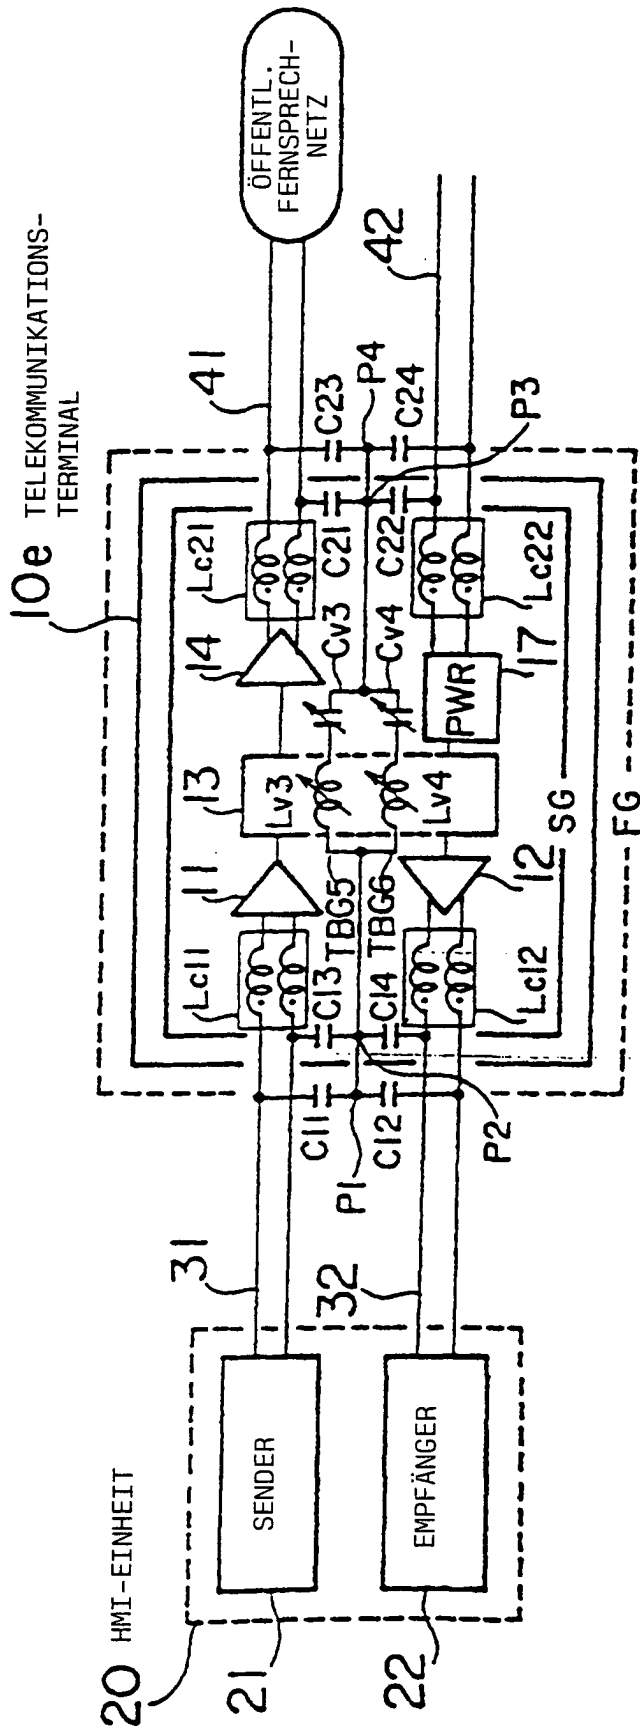 10e TELEKOMMUNIKATIONS-
TERMINAL
20 HMI-EINHEIT
21
SENDER
22
EMPFÄNGER
31
32
Lc11
11
13
14
Lc21
41
ÖFFENTL.
FERNSPRECH-
NETZ
C11
C13
P1
C12
C14
P2
TBG5
TBG6
Lv3
Lv4
Cv3
Cv4
C21
C23
C22
C24
P4
P3
42
Lc12
12
PWR
17
Lc22
SG
FG